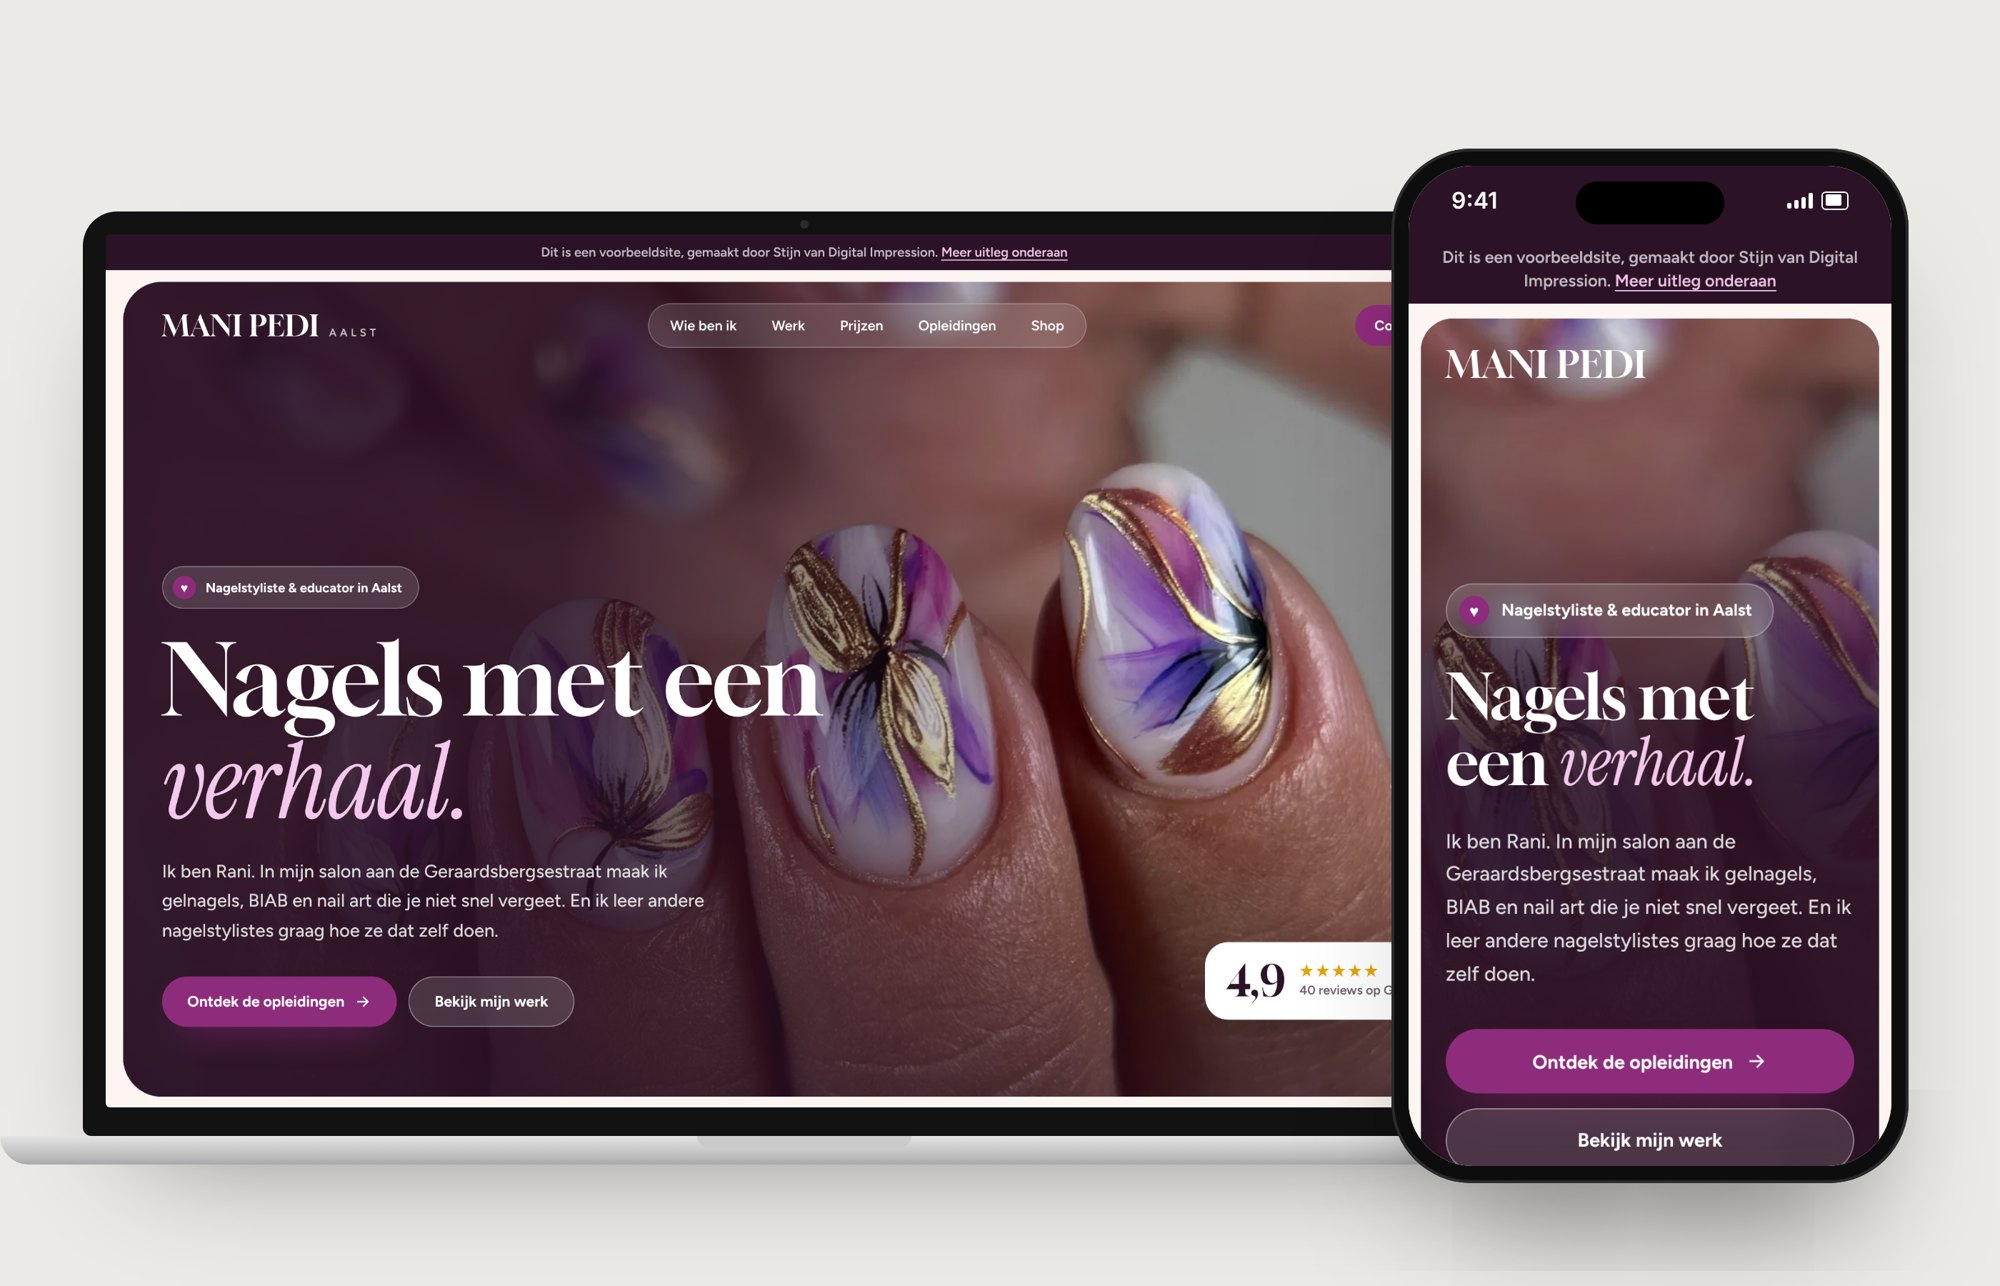 Dit is een voorbeeldsite, gemaakt door Stijn van Digital Impression. Meer uitleg onderaan
MANI PEDI AALST
Wie ben ik Werk Prijzen Opleidingen Shop
Co
♥ Nagelstyliste & educator in Aalst
Nagels met een
verhaal.
Ik ben Rani. In mijn salon aan de Geraardsbergsestraat maak ik
gelnagels, BIAB en nail art die je niet snel vergeet. En ik leer andere
nagelstylistes graag hoe ze dat zelf doen.
Ontdek de opleidingen →
Bekijk mijn werk
4,9 ★★★★★
40 reviews op G
9:41
Dit is een voorbeeldsite, gemaakt door Stijn van Digital
Impression. Meer uitleg onderaan
MANI PEDI
♥ Nagelstyliste & educator in Aalst
Nagels met
een verhaal.
Ik ben Rani. In mijn salon aan de
Geraardsbergsestraat maak ik gelnagels,
BIAB en nail art die je niet snel vergeet. En ik
leer andere nagelstylistes graag hoe ze dat
zelf doen.
Ontdek de opleidingen →
Bekijk mijn werk